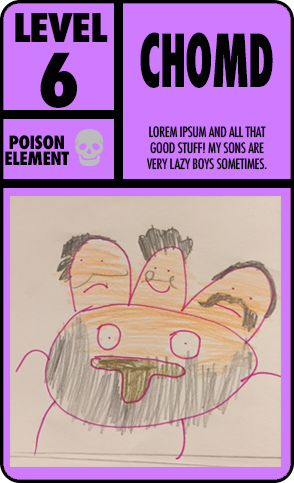 LEVEL
6
CHOMD
POISON
ELEMENT
LOREM IPSUM AND ALL THAT
GOOD STUFF! MY SONS ARE
VERY LAZY BOYS SOMETIMES.